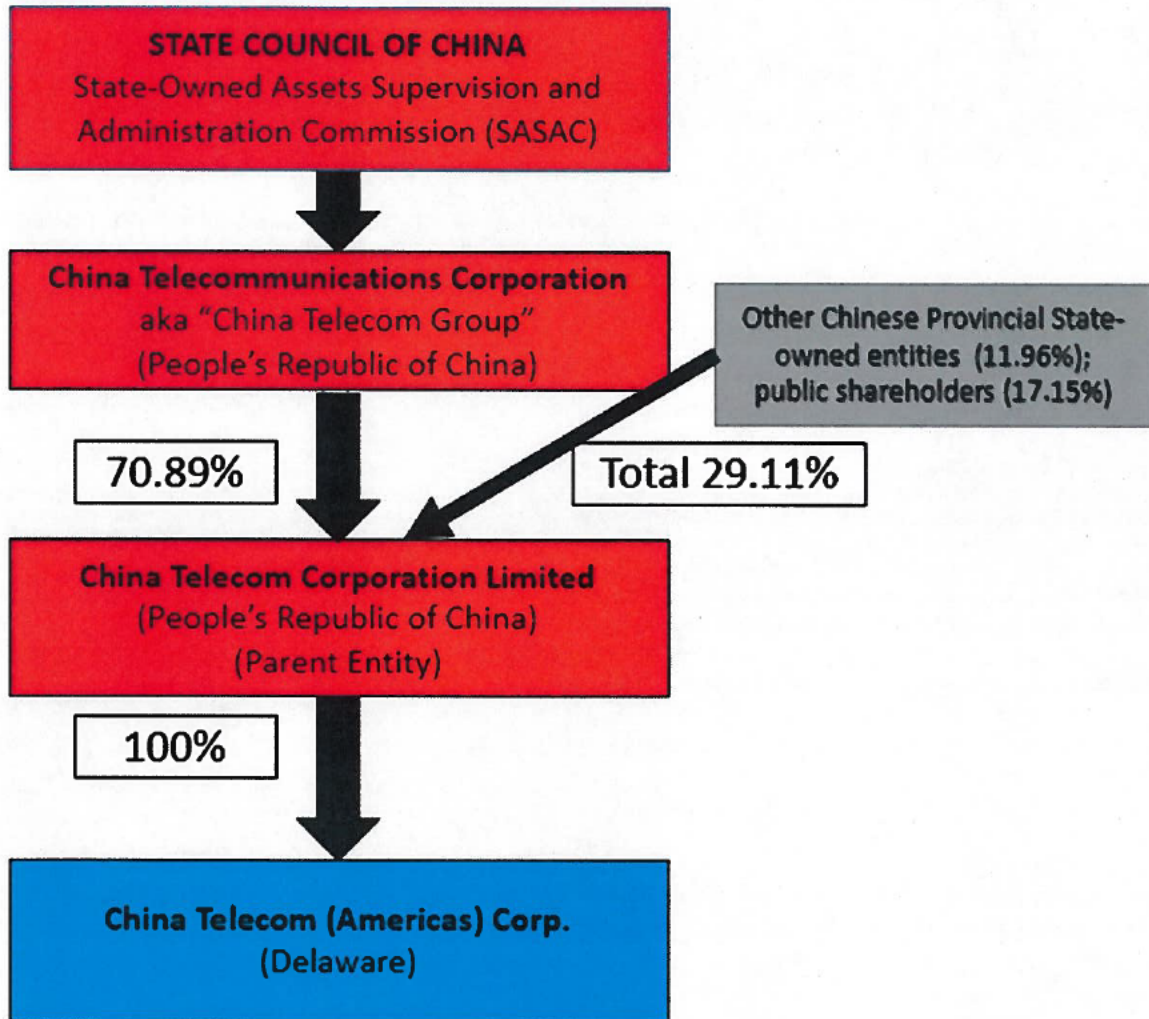 STATE COUNCIL OF CHINA
State-Owned Assets Supervision and
Administration Commission (SASAC)
China Telecommunications Corporation
aka “China Telecom Group”
(People’s Republic of China)
Other Chinese Provincial State-
owned entities (11.96%);
public shareholders (17.15%)
70.89%
Total 29.11%
China Telecom Corporation Limited
(People’s Republic of China)
(Parent Entity)
100%
China Telecom (Americas) Corp.
(Delaware)